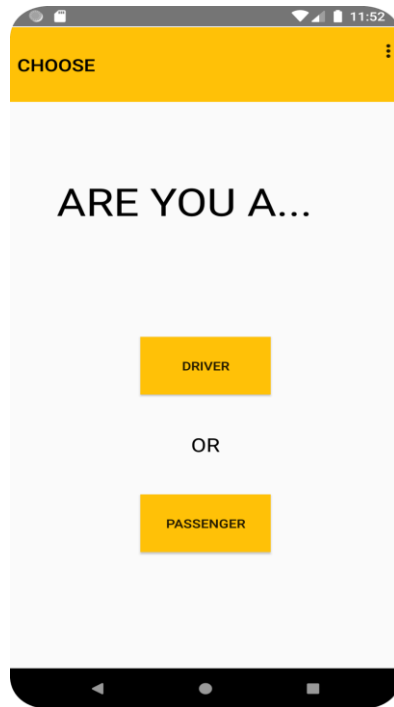 11:52
CHOOSE
ARE YOU A...
DRIVER
OR
PASSENGER